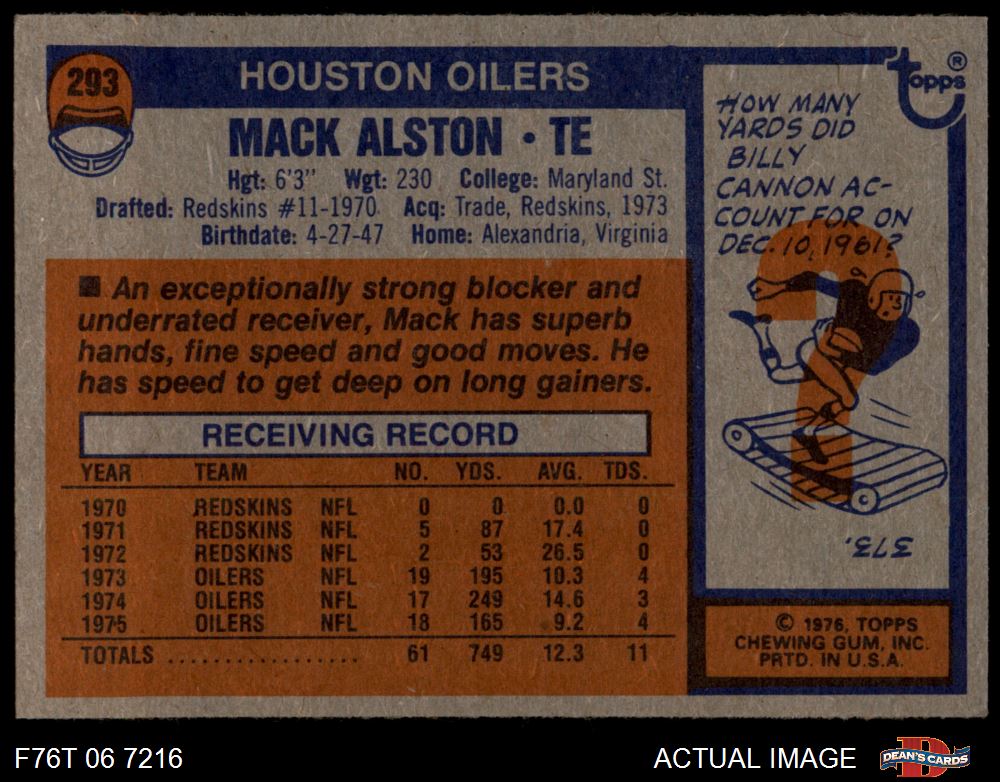 293
HOUSTON OILERS
MACK ALSTON · TE
Hgt: 6'3" Wgt: 230 College: Maryland St.
Drafted: Redskins #11-1970 Acq: Trade, Redskins, 1973
Birthdate: 4-27-47 Home: Alexandria, Virginia
■ An exceptionally strong blocker and
underrated receiver, Mack has superb
hands, fine speed and good moves. He
has speed to get deep on long gainers.
RECEIVING RECORD
YEAR TEAM NO. YDS. AVG. TDS.
1970 REDSKINS NFL 0 0 0.0 0
1971 REDSKINS NFL 5 87 17.4 0
1972 REDSKINS NFL 2 53 26.5 0
1973 OILERS NFL 19 195 10.3 4
1974 OILERS NFL 17 249 14.6 3
1975 OILERS NFL 18 165 9.2 4
TOTALS .................. 61 749 12.3 11
topps ®
HOW MANY
YARDS DID
BILLY
CANNON AC-
COUNT FOR ON
DEC. 10, 1961?
373.
© 1976, TOPPS
CHEWING GUM, INC.
PRTD. IN U.S.A.
F76T 06 7216
ACTUAL IMAGE
DEAN'S CARDS